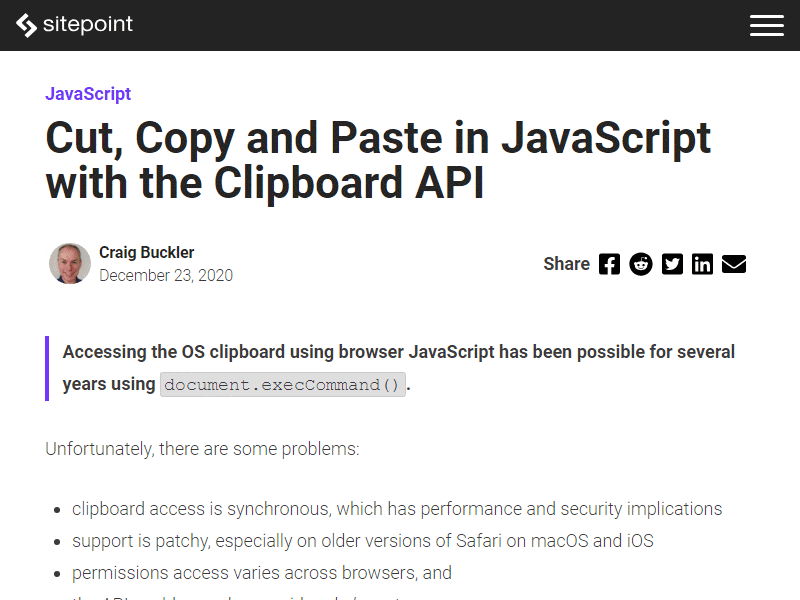 sitepoint
JavaScript
Cut, Copy and Paste in JavaScript
with the Clipboard API
Craig Buckler
December 23, 2020
Share
Accessing the OS clipboard using browser JavaScript has been possible for several
years using document.execCommand().
Unfortunately, there are some problems:
clipboard access is synchronous, which has performance and security implications
support is patchy, especially on older versions of Safari on macOS and iOS
permissions access varies across browsers, and